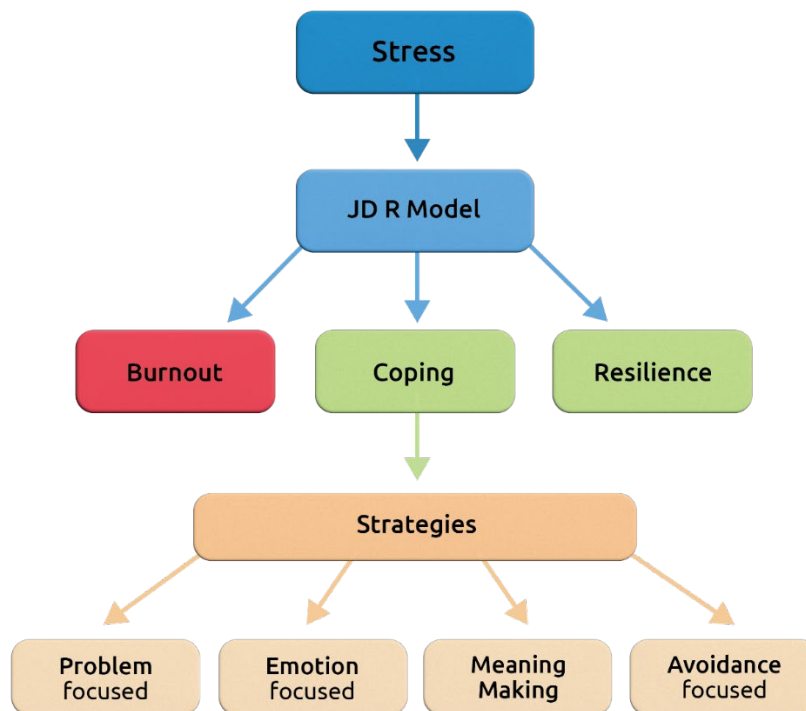 Stress
JD R Model
Burnout
Coping
Resilience
Strategies
Problem
focused
Emotion
focused
Meaning
Making
Avoidance
focused